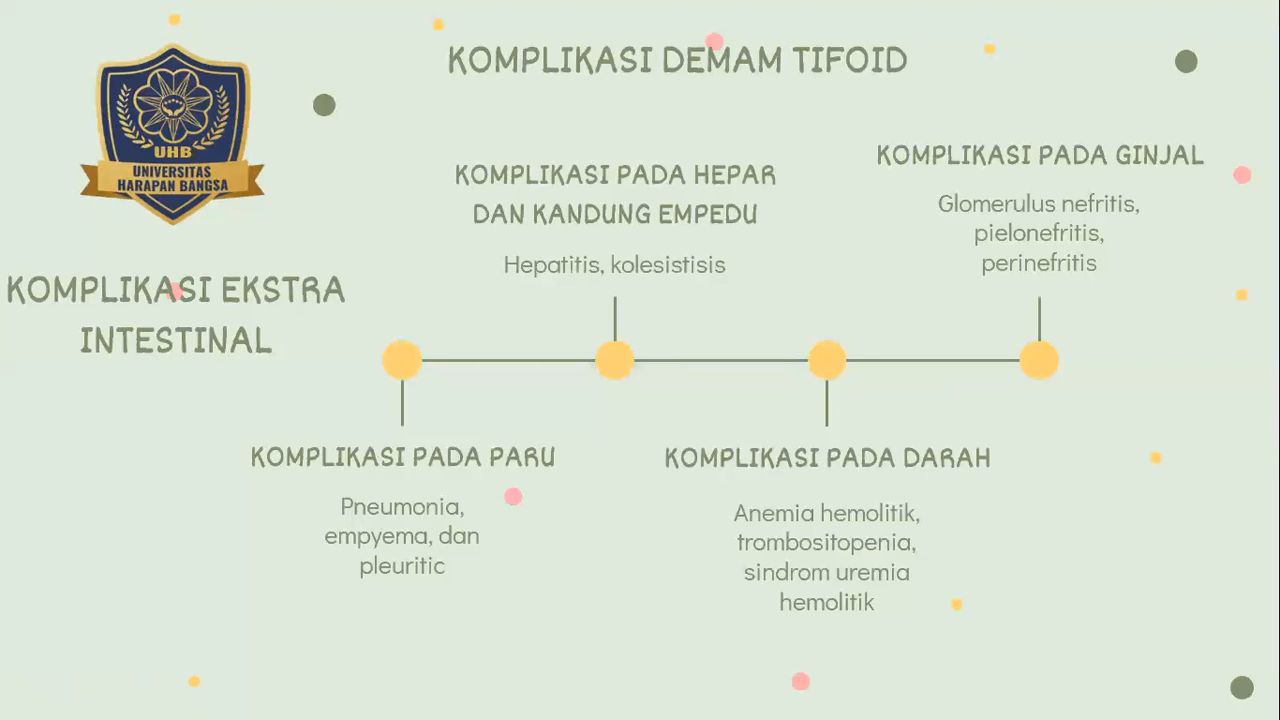 KOMPLIKASI DEMAM TIFOID
UHB
UNIVERSITAS
HARAPAN BANGSA
KOMPLIKASI EKSTRA
INTESTINAL
KOMPLIKASI PADA PARU
Pneumonia,
empyema, dan
pleuritic
KOMPLIKASI PADA HEPAR
DAN KANDUNG EMPEDU
Hepatitis, kolesistisis
KOMPLIKASI PADA DARAH
Anemia hemolitik,
trombositopenia,
sindrom uremia
hemolitik
KOMPLIKASI PADA GINJAL
Glomerulus nefritis,
pielonefritis,
perinefritis